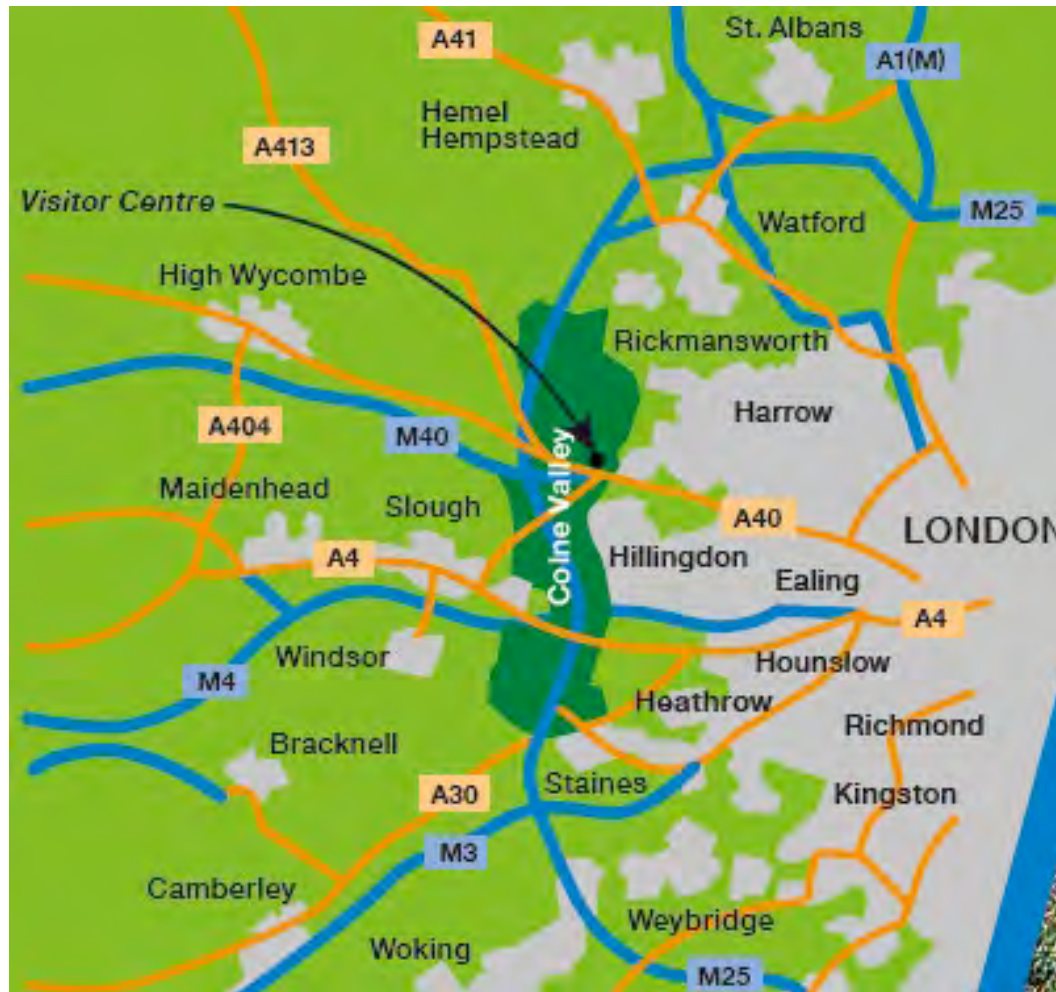 St. Albans
A41
A1(M)
Hemel
Hempstead
A413
Visitor Centre
M25
Watford
High Wycombe
Rickmansworth
Harrow
A404
M40
Maidenhead
Slough
Colne Valley
A40
LONDON
Hillingdon
A4
Ealing
A4
Windsor
Hounslow
M4
Heathrow
Richmond
Bracknell
Staines
A30
Kingston
M3
Camberley
Weybridge
Woking
M25